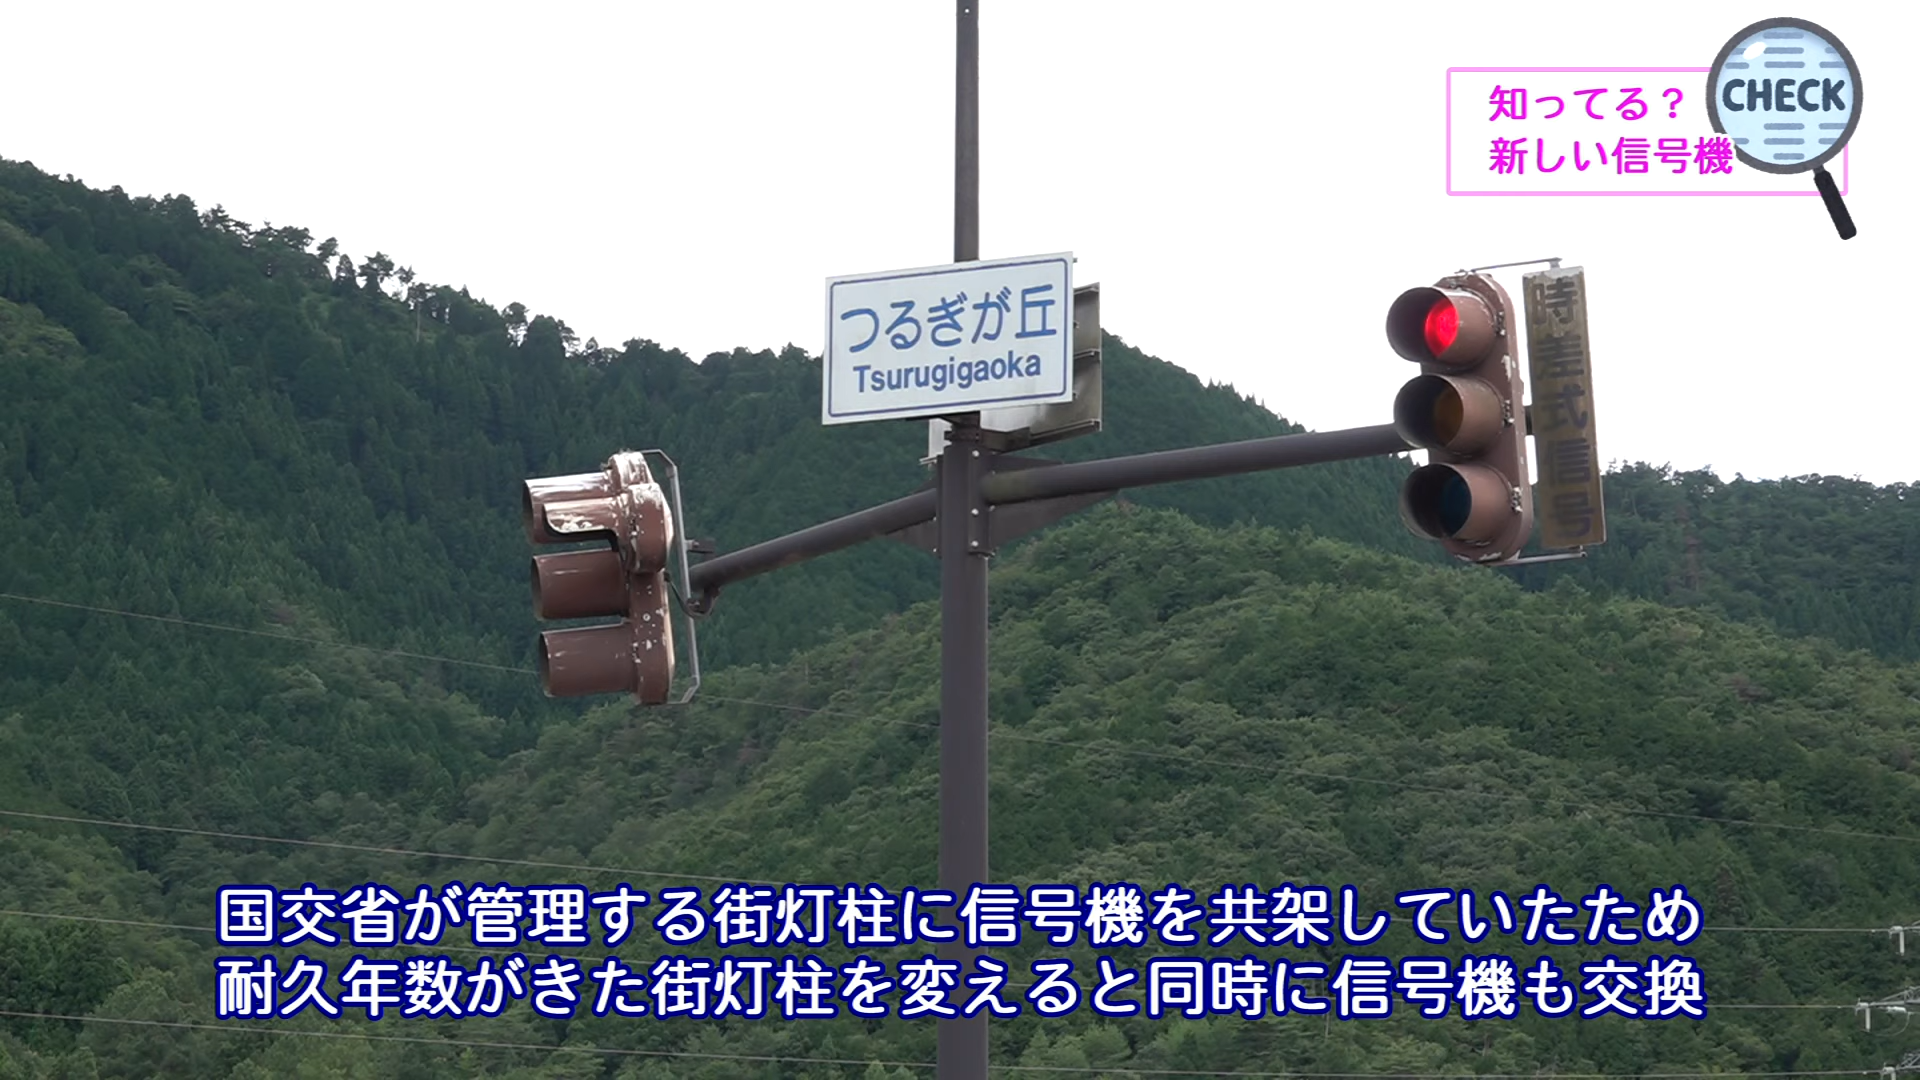 知ってる？
新しい信号機
CHECK
つるぎが丘
Tsurugigaoka
時差式信号
国交省が管理する街灯柱に信号機を共架していたため
耐久年数がきた街灯柱を変えると同時に信号機も交換